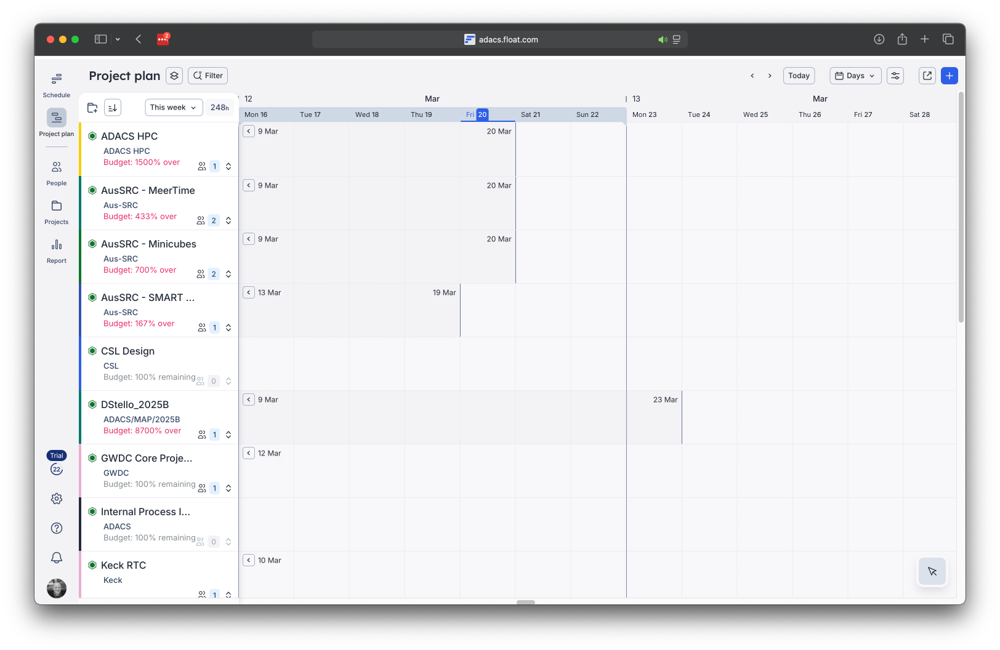 2
adacs.float.com
Schedule
Project plan
People
Projects
Report
Trial
22
Project plan
Filter
Today
Days
This week
248h
12
Mar
13
Mar
Mon 16
Tue 17
Wed 18
Thu 19
Fri 20
Sat 21
Sun 22
Mon 23
Tue 24
Wed 25
Thu 26
Fri 27
Sat 28
ADACS HPC
ADACS HPC
Budget: 1500% over
1
9 Mar
20 Mar
AusSRC - MeerTime
Aus-SRC
Budget: 433% over
2
9 Mar
20 Mar
AusSRC - Minicubes
Aus-SRC
Budget: 700% over
2
9 Mar
20 Mar
AusSRC - SMART ...
Aus-SRC
Budget: 167% over
1
13 Mar
19 Mar
CSL Design
CSL
Budget: 100% remaining
0
DStello_2025B
ADACS/MAP/2025B
Budget: 8700% over
1
9 Mar
23 Mar
GWDC Core Proje...
GWDC
Budget: 100% remaining
1
12 Mar
Internal Process I...
ADACS
Budget: 100% remaining
0
Keck RTC
Keck
1
10 Mar